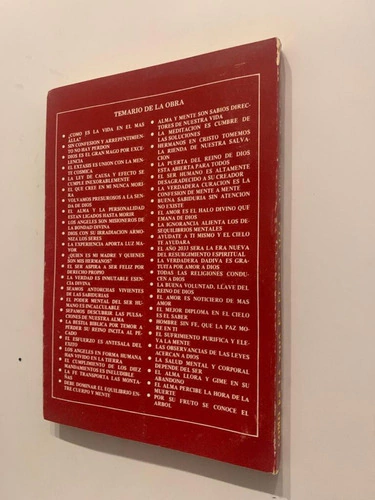 TEMARIO DE LA OBRA
• ¿COMO ES LA VIDA EN EL MAS
ALLA?
• SIN CONFESION Y ARREPENTIMIEN-
TO NO HAY PERDON
• DIOS ES EL GRAN MAGO POR EXCE-
LENCIA
• EL EXTASIS ES UNION CON LA MEN-
TE COSMICA
• LA LEY DE CAUSA Y EFECTO SE
CUMPLE INEXORABLEMENTE
• EL QUE CREE EN MI NUNCA MORI-
RA
• VOLVAMOS PRESUROSOS A LA SEN-
DA DE DIOS
• EL ALMA Y LA PERSONALIDAD
ESTAN LIGADOS HASTA MORIR
• LOS ANGELES SON MISIONEROS DE
LA BONDAD DIVINA
• DIOS CON SU IRRADIACION ARMO-
NIZA LOS SERES
• LA EXPERIENCIA APORTA LUZ MA-
YOR
• ¿QUIEN ES MI MADRE Y QUIENES
SON MIS HERMANOS?
• EL SER ASPIRA A SER FELIZ POR
DERECHO PROPIO
• LA VERDAD ES INMUTABLE ESEN-
CIA DIVINA
• SEAMOS ANTORCHAS VIVIENTES
DE LAS SABIDURIAS
• EL PODER MENTAL DEL SER HUMA-
NO ES INCALCULABLE
• SEPAMOS DESCUBRIR LAS PULSA-
CIONES DE NUESTRA ALMA
• LA BESTIA BIBLICA POR TEMOR A
PERDER SU REINO INCITA AL PE-
CADO
• EL ESFUERZO ES ANTESALA DEL
EXITO
• LOS ANGELES EN FORMA HUMANA
HAN VIVIDO EN LA TIERRA
• EL CUMPLIMIENTO DE LOS DIEZ
MANDAMIENTOS ES INELUDIBLE
• LA FE TRANSPORTA LAS MONTA-
ÑAS
• DEBE DOMINAR EL EQUILIBRIO EN-
TRE CUERPO Y MENTE
• ALMA Y MENTE SON SABIOS DIREC-
TORES DE NUESTRA VIDA
• LA MEDITACION ES CUMBRE DE
LAS SOLUCIONES
• HERMANOS EN CRISTO TOMEMOS
LA RIENDA DE NUESTRA SALVA-
CION
• LA PUERTA DEL REINO DE DIOS
ESTA ABIERTA PARA TODOS
• EL SER HUMANO ES ALTAMENTE
DESAGRADECIDO A SU CREADOR
• LA VERDADERA CURACION ES LA
CONFESION DE MENTE A MENTE
• BUENA SABIDURIA SIN ATENCION
NO EXISTE
• EL AMOR ES EL HALO DIVINO QUE
EMANA DE DIOS
• LA IGNORANCIA ALIENTA LOS DE-
SEQUILIBRIOS MENTALES
• AYUDATE A TI MISMO Y EL CIELO
TE AYUDARA
• EL AÑO 2033 SERA LA ERA NUEVA
DEL RESURGIMIENTO ESPIRITUAL
• LA VERDADERA DADIVA ES GRA-
TUITA POR AMOR A DIOS
• TODAS LAS RELIGIONES CONDU-
CEN A DIOS
• LA BUENA VOLUNTAD, LLAVE DEL
REINO DE DIOS
• EL AMOR ES NOTICIERO DE MAS
AMOR
• EL MEJOR DIPLOMA EN EL CIELO
ES EL SABER
• HOMBRE SIN FE, QUE LA PAZ MO-
RE EN TI
• EL SUFRIMIENTO PURIFICA Y ELE-
VA LA MENTE
• LAS OBSERVANCIAS DE LAS LEYES
ACERCAN A DIOS
• LA SALUD MENTAL Y CORPORAL
DEPENDE DEL SER
• EL ALMA LLORA Y GIME EN SU
ABANDONO
• EL ALMA PERCIBE LA HORA DE LA
MUERTE
• POR SU FRUTO SE CONOCE EL
ARBOL